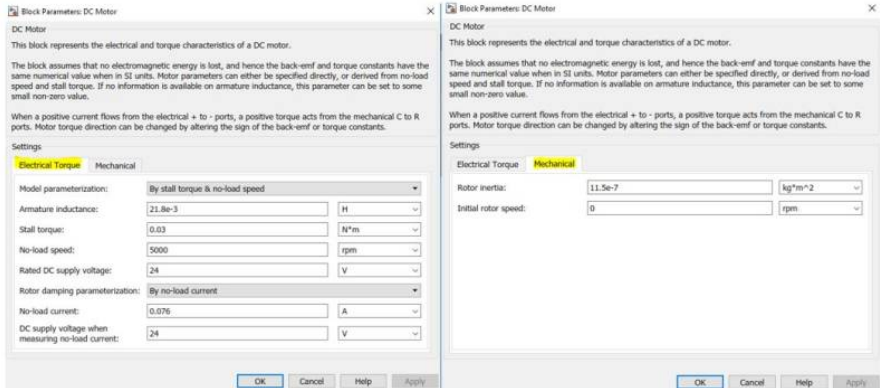 Block Parameters: DC Motor
DC Motor
This block represents the electrical and torque characteristics of a DC motor.
The block assumes that no electromagnetic energy is lost, and hence the back-emf and torque constants have the
same numerical value when in SI units. Motor parameters can either be specified directly, or derived from no-load
speed and stall torque. If no information is available on armature inductance, this parameter can be set to some
small non-zero value.
When a positive current flows from the electrical + to - ports, a positive torque acts from the mechanical C to R
ports. Motor torque direction can be changed by altering the sign of the back-emf or torque constants.
Settings
Electrical Torque Mechanical
Model parameterization: By stall torque & no-load speed
Armature inductance: 21.8e-3 H
Stall torque: 0.03 N*m
No-load speed: 5000 rpm
Rated DC supply voltage: 24 V
Rotor damping parameterization: By no-load current
No-load current: 0.076 A
DC supply voltage when
measuring no-load current: 24 V
OK Cancel Help Apply
Block Parameters: DC Motor
DC Motor
This block represents the electrical and torque characteristics of a DC motor.
The block assumes that no electromagnetic energy is lost, and hence the back-emf and torque constants have the
same numerical value when in SI units. Motor parameters can either be specified directly, or derived from no-load
speed and stall torque. If no information is available on armature inductance, this parameter can be set to some
small non-zero value.
When a positive current flows from the electrical + to - ports, a positive torque acts from the mechanical C to R
ports. Motor torque direction can be changed by altering the sign of the back-emf or torque constants.
Settings
Electrical Torque Mechanical
Rotor inertia: 11.5e-7 kg*m^2
Initial rotor speed: 0 rpm
OK Cancel Help Apply